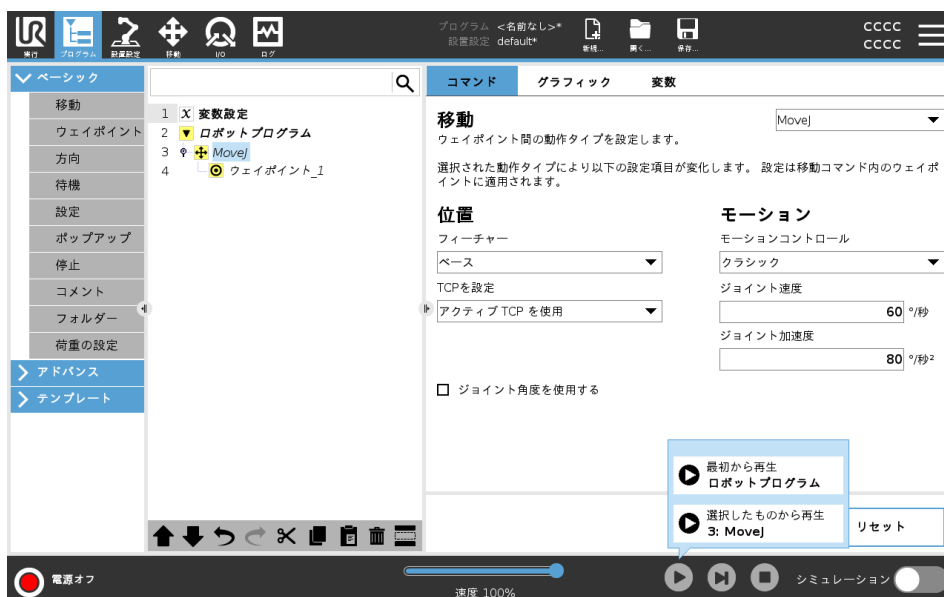 UR
実行
プログラム
設置設定
移動
I/O
ログ
プログラム <名前なし>*
設置設定 default*
新規...
開く...
保存...
CCCC
CCCC
ベーシック
移動
ウェイポイント
方向
待機
設定
ポップアップ
停止
コメント
フォルダー
荷重の設定
アドバンス
テンプレート
1 X 変数設定
2 ロボットプログラム
3 MoveJ
4 ウェイポイント_1
コマンド グラフィック 変数
移動
MoveJ
ウェイポイント間の動作タイプを設定します。
選択された動作タイプにより以下の設定項目が変化します。 設定は移動コマンド内のウェイポ
イントに適用されます。
位置
フィーチャー
ベース
TCPを設定
アクティブ TCP を使用
ジョイント角度を使用する
モーション
モーションコントロール
クラシック
ジョイント速度
60 °/秒
ジョイント加速度
80 °/秒²
最初から再生
ロボットプログラム
選択したものから再生
3: MoveJ
リセット
電源オフ
速度 100%
シミュレーション